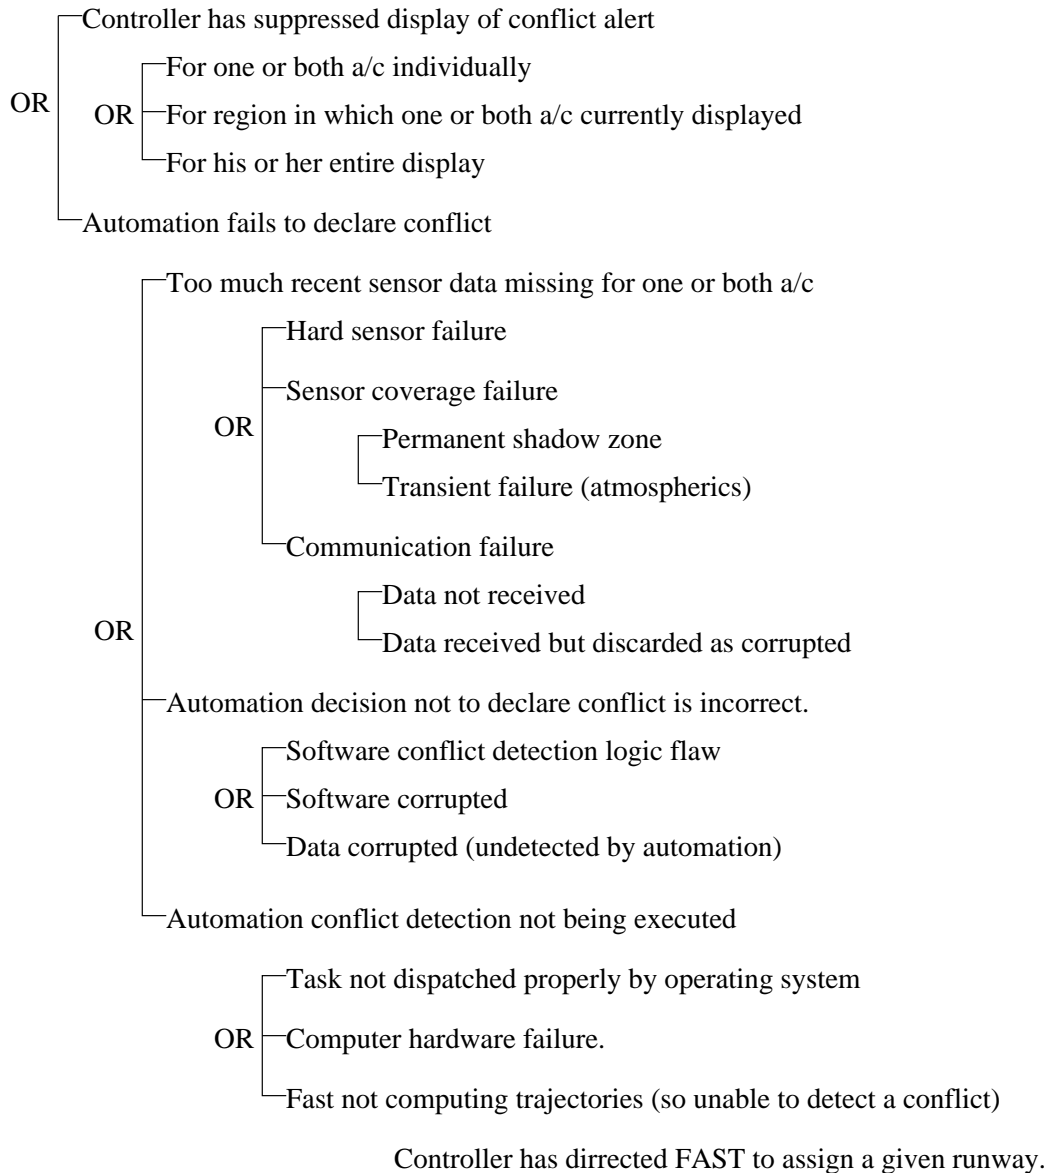 Controller has suppressed display of conflict alert
For one or both a/c individually
OR
OR
For region in which one or both a/c currently displayed
For his or her entire display
Automation fails to declare conflict
Too much recent sensor data missing for one or both a/c
Hard sensor failure
Sensor coverage failure
OR
Permanent shadow zone
Transient failure (atmospherics)
Communication failure
Data not received
OR
Data received but discarded as corrupted
Automation decision not to declare conflict is incorrect.
Software conflict detection logic flaw
OR
Software corrupted
Data corrupted (undetected by automation)
Automation conflict detection not being executed
Task not dispatched properly by operating system
OR
Computer hardware failure.
Fast not computing trajectories (so unable to detect a conflict)
Controller has dirrected FAST to assign a given runway.